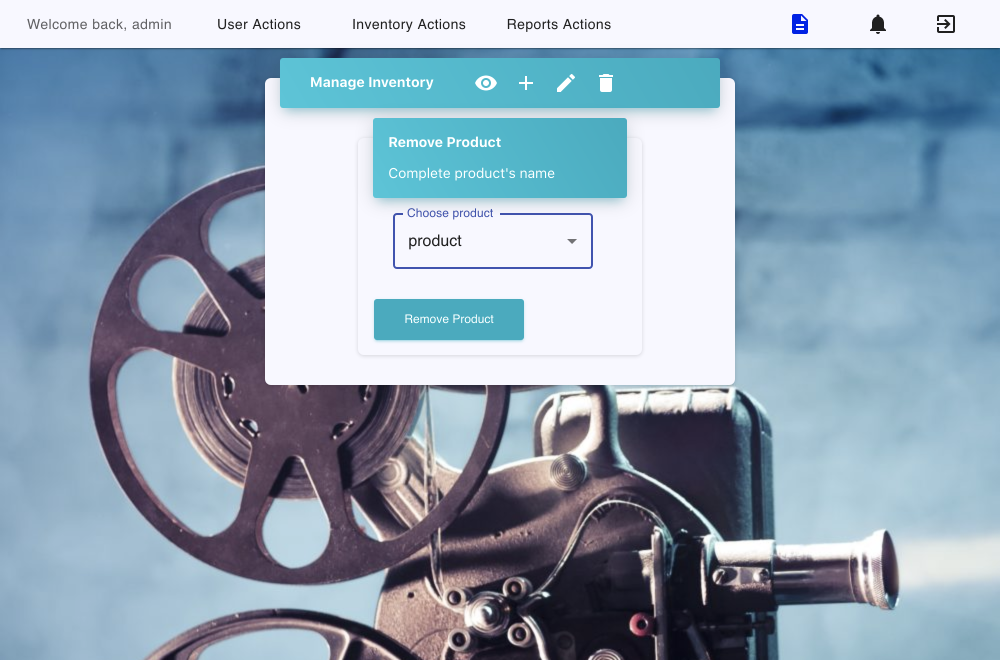 Welcome back, admin User Actions Inventory Actions Reports Actions
Manage Inventory
Remove Product
Complete product's name
Choose product
product
Remove Product